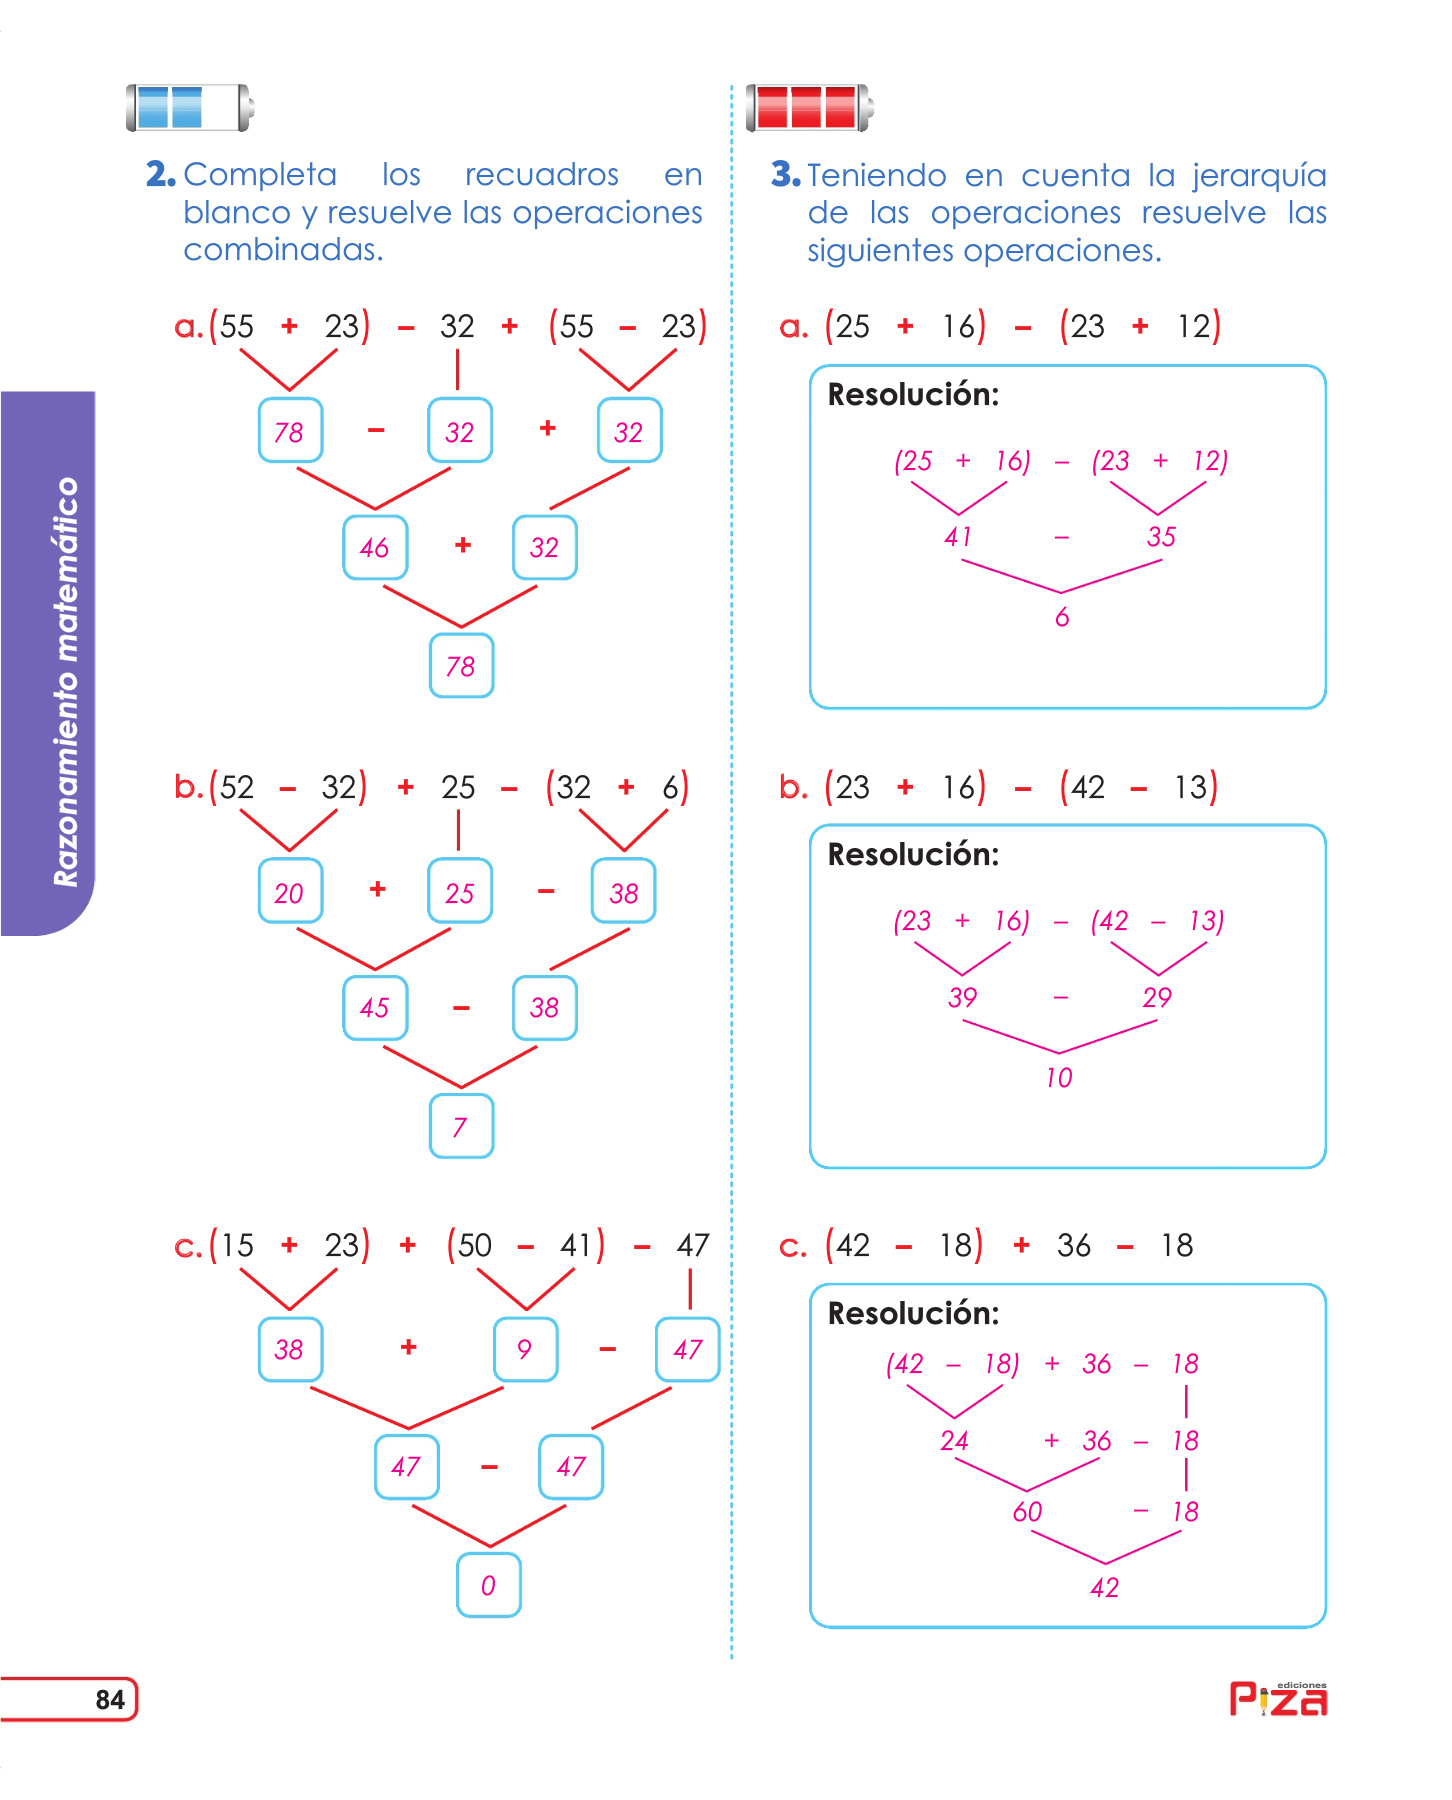 2. Completa los recuadros en
blanco y resuelve las operaciones
combinadas.
a. (55 + 23) – 32 + (55 – 23)
78 – 32 + 32
46 + 32
78
b. (52 – 32) + 25 – (32 + 6)
20 + 25 – 38
45 – 38
7
c. (15 + 23) + (50 – 41) – 47
38 + 9 – 47
47 – 47
0
3. Teniendo en cuenta la jerarquía
de las operaciones resuelve las
siguientes operaciones.
a. (25 + 16) – (23 + 12)
Resolución:
(25 + 16) – (23 + 12)
41 – 35
6
b. (23 + 16) – (42 – 13)
Resolución:
(23 + 16) – (42 – 13)
39 – 29
10
c. (42 – 18) + 36 – 18
Resolución:
(42 – 18) + 36 – 18
24 + 36 – 18
60 – 18
42
Razonamiento matemático
84
ediciones
Piza